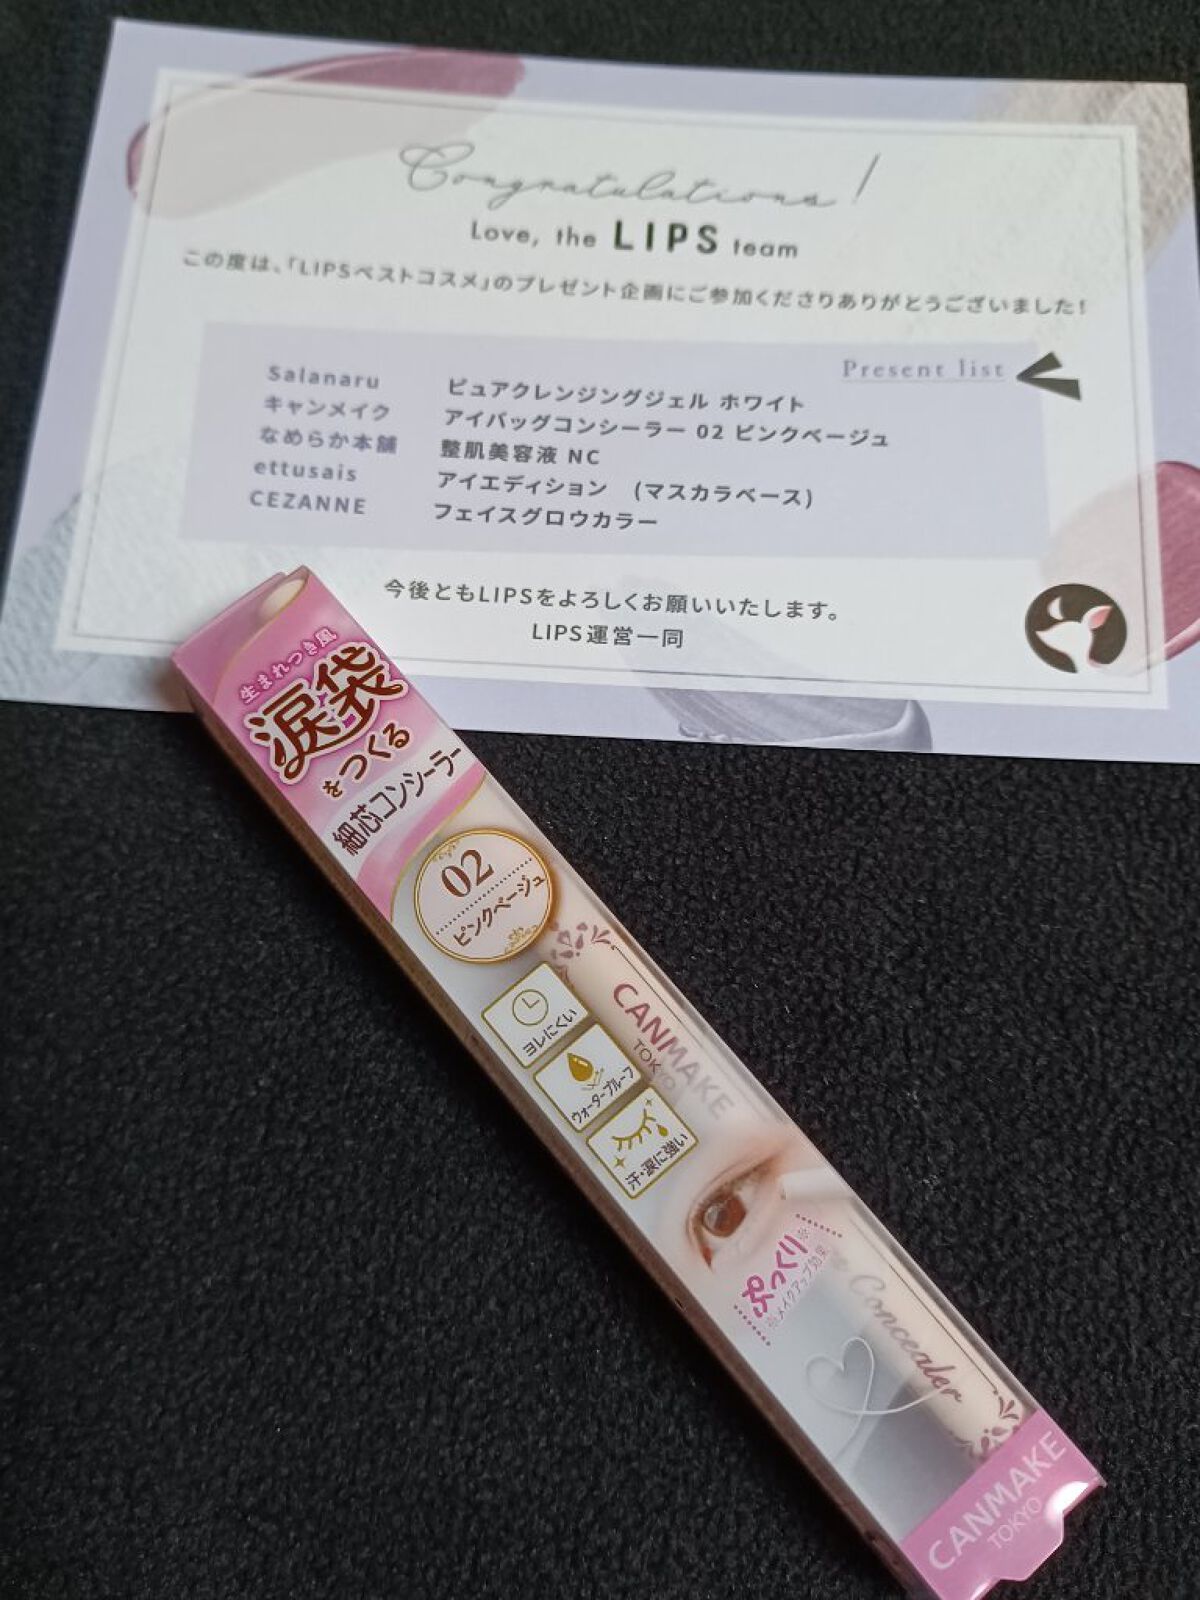 Congratulations!
Love, the LIPS team
この度は、「LIPSベストコスメ」のプレゼント企画にご参加くださりありがとうございました!
Present list
Salanaru ピュアクレンジングジェル ホワイト
キャンメイク アイバッグコンシーラー 02 ピンクベージュ
なめらか本舗 整肌美容液 NC
ettusais アイエディション (マスカラベース)
CEZANNE フェイスグロウカラー
今後ともLIPSをよろしくお願いいたします。
LIPS運営一同
生まれつき風
涙袋
をつくる
細芯コンシーラー
02
ピンクベージュ
ヨレにくい
ウォータープルーフ
汗・涙に強い
CANMAKE
TOKYO
ぷっくり※
※メイクアップ効果
Concealer
CANMAKE
TOKYO